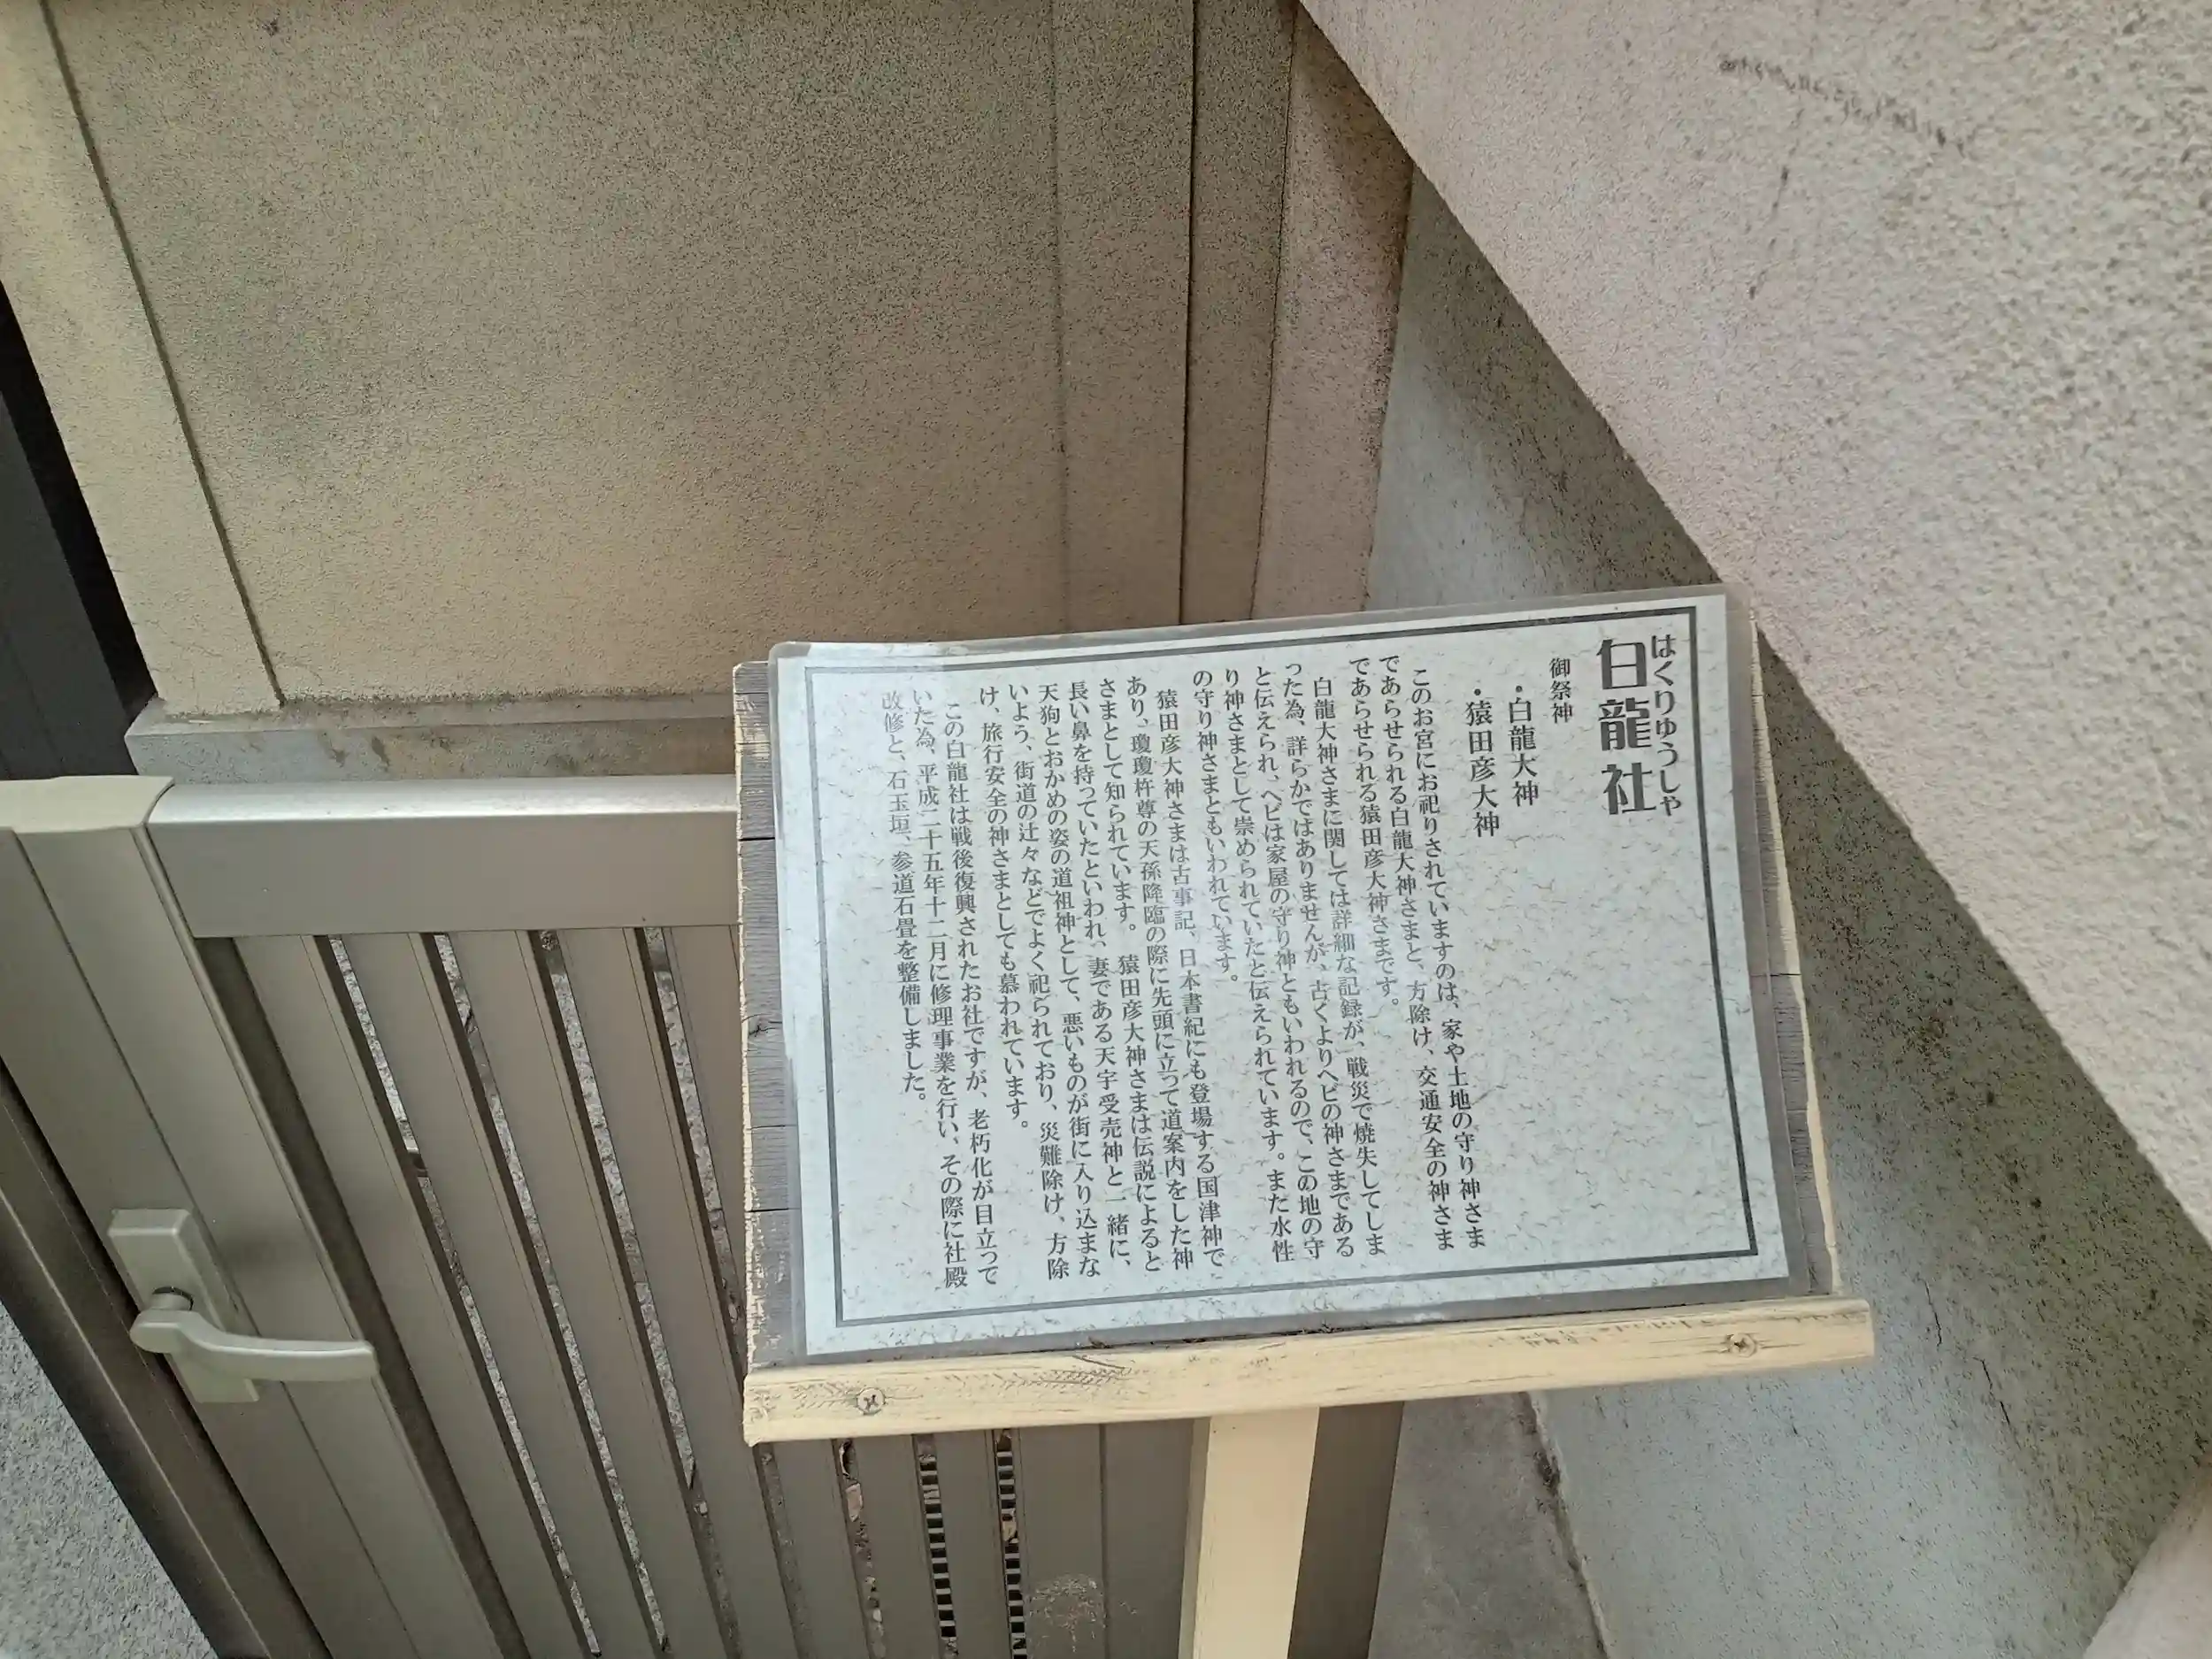 はくりゅうしゃ
白龍社
御祭神
・白龍大神
・猿田彦大神
このお宮にお祀りされていますのは、家や土地の守り神さま
であらせられる白龍大神さまと、方除け、交通安全の神さま
であらせられる猿田彦大神さまです。
白龍大神さまに関しては詳細な記録が、戦災で焼失してしま
った為、詳らかではありませんが、古くよりヘビの神さまである
と伝えられ、ヘビは家屋の守り神ともいわれるので、この地の守
り神さまとして崇められていたと伝えられています。また水性
の守り神さまともいわれています。
猿田彦大神さまは古事記、日本書紀にも登場する国津神で
あり、瓊瓊杵尊の天孫降臨の際に先頭に立って道案内をした神
さまとして知られています。猿田彦大神さまは伝説によると
長い鼻を持っていたといわれ、妻である天宇受売神と一緒に、
天狗とおかめの姿の道祖神として、悪いものが街に入り込まな
いよう、街道の辻々などでよく祀られており、災難除け、方除
け、旅行安全の神さまとしても慕われています。
この白龍社は戦後復興されたお社ですが、老朽化が目立って
いた為、平成二十五年十二月に修理事業を行い、その際に社殿
改修と、石玉垣、参道石畳を整備しました。